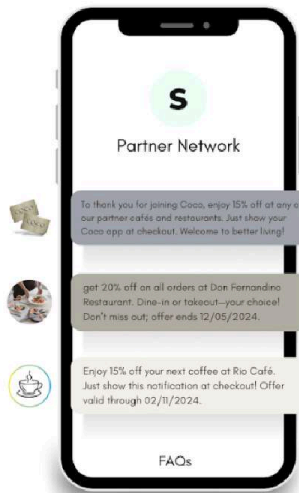 S
Partner Network
To thank you for joining Coco, enjoy 15% off at any o
our partner cafés and restaurants. Just show your
Coco app at checkout. Welcome to better living!
get 20% off on all orders at Don Fernandino
Restaurant. Dine-in or takeout—your choice!
Don't miss out; offer ends 12/05/2024.
Enjoy 15% off your next coffee at Rio Café.
Just show this notification at checkout! Offer
valid through 02/11/2024.
FAQs